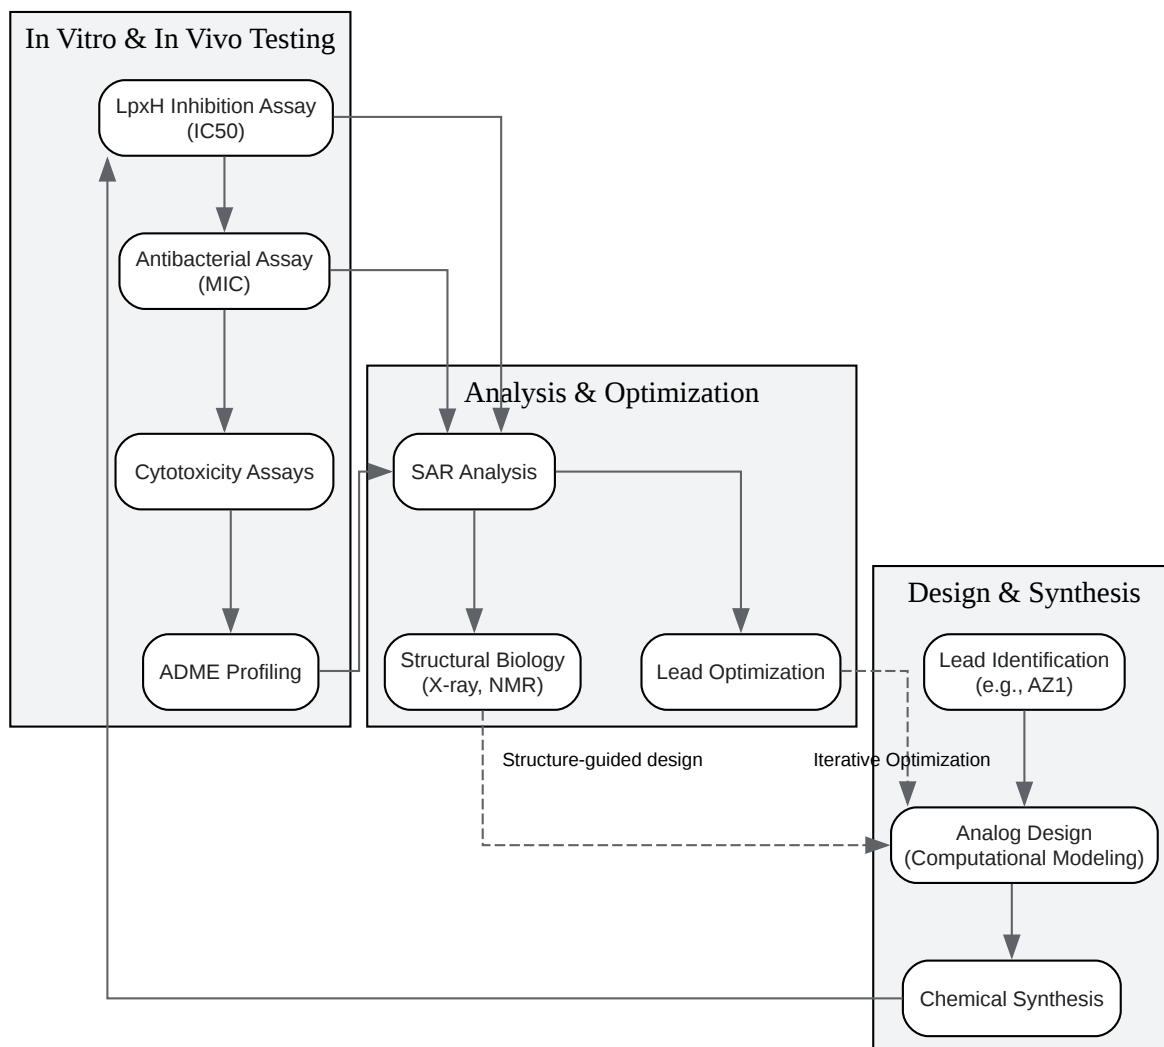 In Vitro & In Vivo Testing
LpxH Inhibition Assay
(IC50)
Antibacterial Assay
(MIC)
Cytotoxicity Assays
ADME Profiling
Analysis & Optimization
SAR Analysis
Structural Biology
(X-ray, NMR)
Lead Optimization
Structure-guided design
Iterative Optimization
Design & Synthesis
Lead Identification
(e.g., AZ1)
Analog Design
(Computational Modeling)
Chemical Synthesis